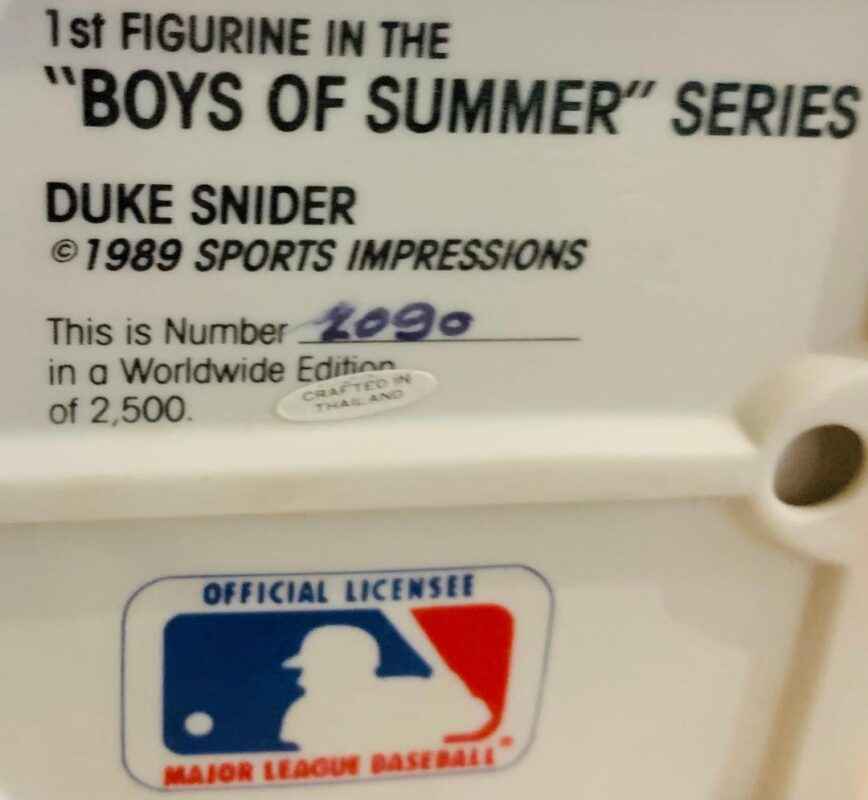 1st FIGURINE IN THE
"BOYS OF SUMMER" SERIES
DUKE SNIDER
©1989 SPORTS IMPRESSIONS
This is Number 2090
in a Worldwide Edition
of 2,500.
CRAFTED IN
THAILAND
OFFICIAL LICENSEE
MAJOR LEAGUE BASEBALL